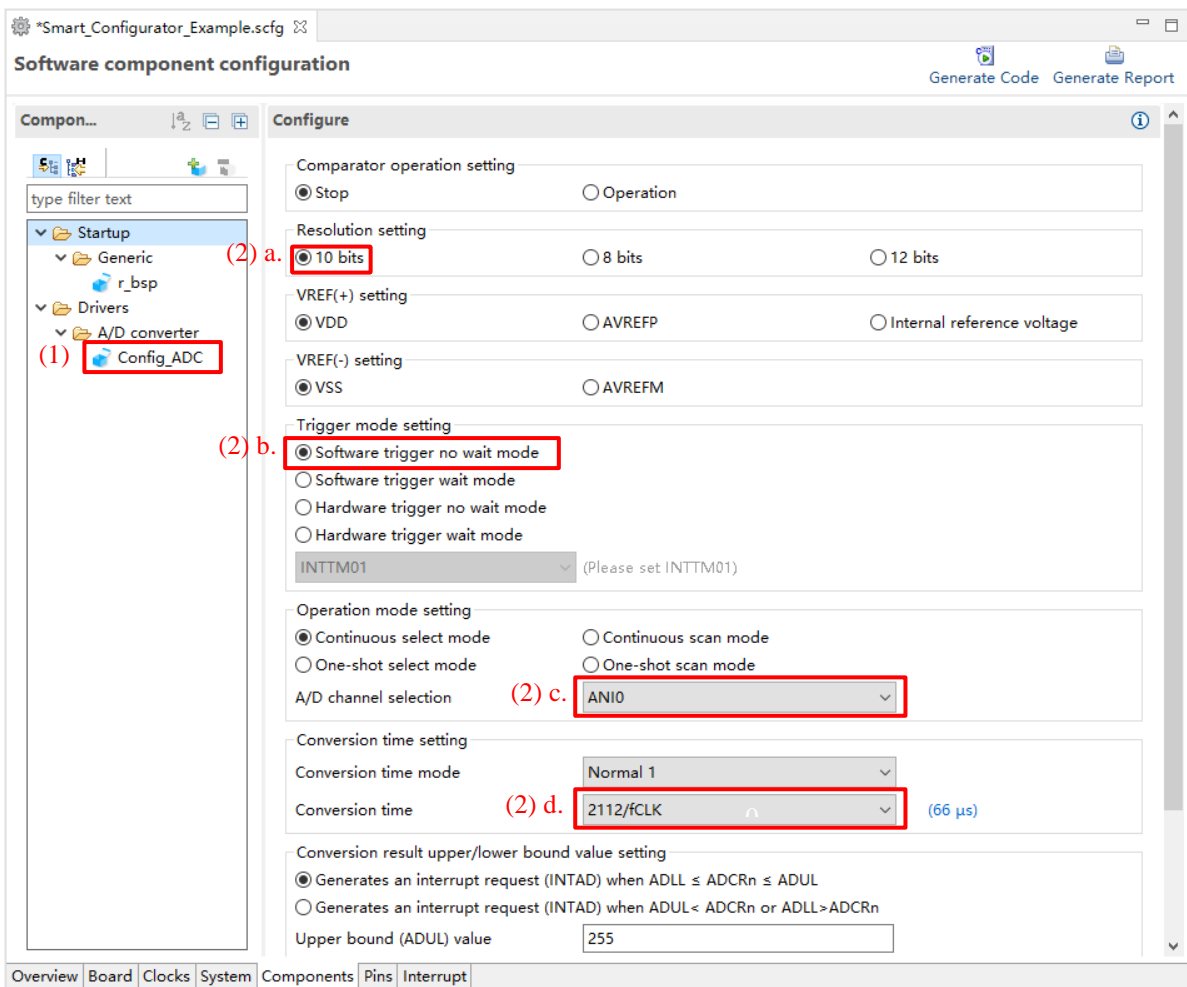 *Smart_Configurator_Example.scfg
Software component configuration
Generate Code Generate Report
Compon...
Configure
type filter text
Startup
Generic
r_bsp
Drivers
A/D converter
(1) Config_ADC
Comparator operation setting
Stop Operation
Resolution setting
(2) a. 10 bits 8 bits 12 bits
VREF(+) setting
VDD AVREFP Internal reference voltage
VREF(-) setting
VSS AVREFM
Trigger mode setting
(2) b. Software trigger no wait mode
Software trigger wait mode
Hardware trigger no wait mode
Hardware trigger wait mode
INTTM01 (Please set INTTM01)
Operation mode setting
Continuous select mode Continuous scan mode
One-shot select mode One-shot scan mode
A/D channel selection (2) c. ANI0
Conversion time setting
Conversion time mode Normal 1
Conversion time (2) d. 2112/fCLK (66 μs)
Conversion result upper/lower bound value setting
Generates an interrupt request (INTAD) when ADLL ≤ ADCRn ≤ ADUL
Generates an interrupt request (INTAD) when ADUL< ADCRn or ADLL>ADCRn
Upper bound (ADUL) value 255
Overview Board Clocks System Components Pins Interrupt